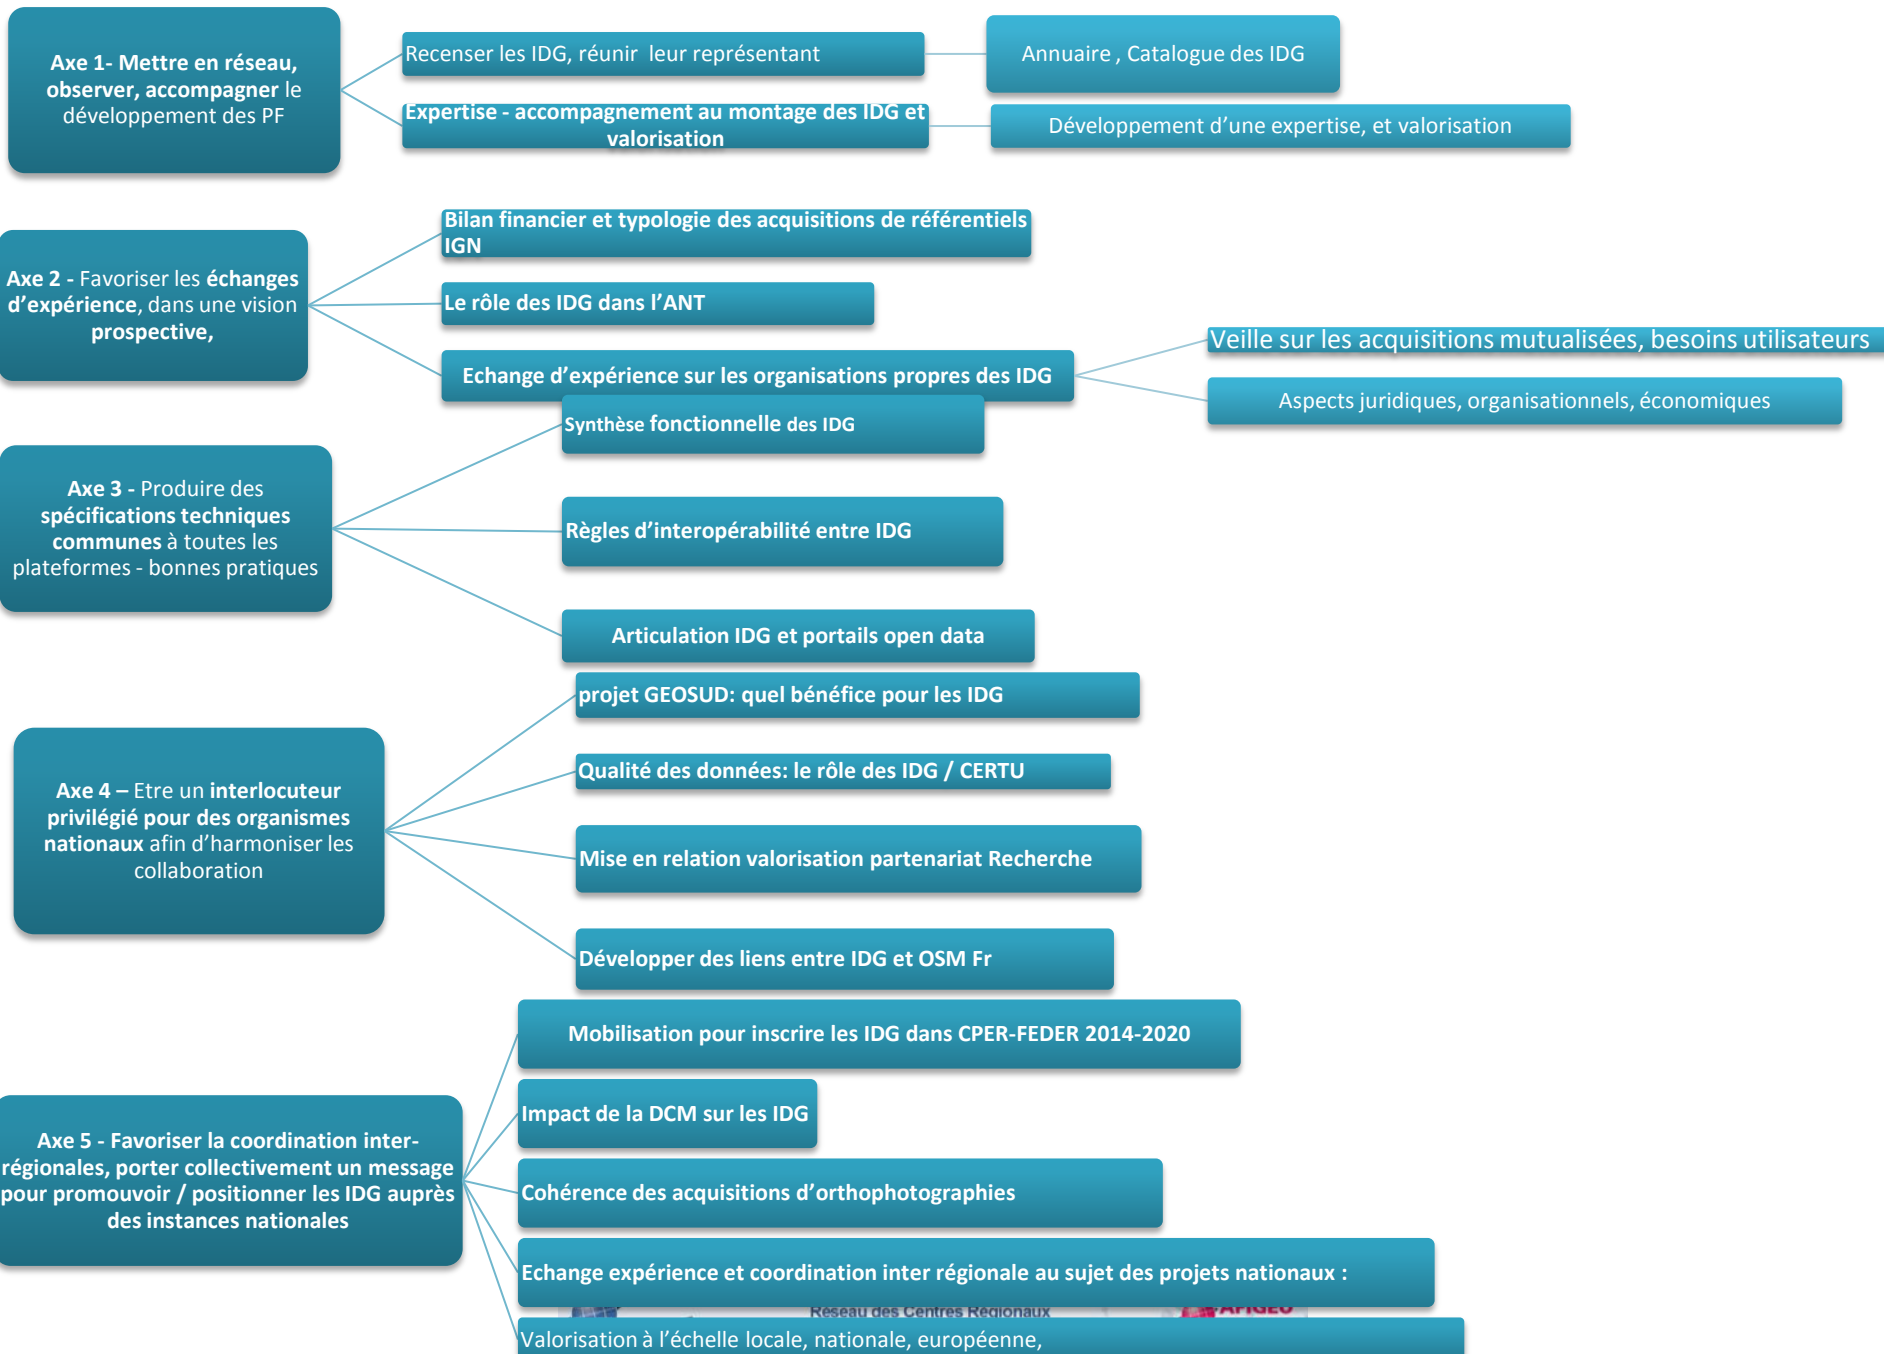 Axe 1- Mettre en réseau,
observer, accompagner le
développement des PF
Recenser les IDG, réunir leur représentant
Annuaire , Catalogue des IDG
Expertise - accompagnement au montage des IDG et
valorisation
Développement d’une expertise, et valorisation
Axe 2 - Favoriser les échanges
d’expérience, dans une vision
prospective,
Bilan financier et typologie des acquisitions de référentiels
IGN
Le rôle des IDG dans l’ANT
Echange d’expérience sur les organisations propres des IDG
Veille sur les acquisitions mutualisées, besoins utilisateurs
Aspects juridiques, organisationnels, économiques
Axe 3 - Produire des
spécifications techniques
communes à toutes les
plateformes - bonnes pratiques
Synthèse fonctionnelle des IDG
Règles d’interopérabilité entre IDG
Articulation IDG et portails open data
Axe 4 – Etre un interlocuteur
privilégié pour des organismes
nationaux afin d’harmoniser les
collaboration
projet GEOSUD: quel bénéfice pour les IDG
Qualité des données: le rôle des IDG / CERTU
Mise en relation valorisation partenariat Recherche
Développer des liens entre IDG et OSM Fr
Axe 5 - Favoriser la coordination inter-
régionales, porter collectivement un message
pour promouvoir / positionner les IDG auprès
des instances nationales
Mobilisation pour inscrire les IDG dans CPER-FEDER 2014-2020
Impact de la DCM sur les IDG
Cohérence des acquisitions d’orthophotographies
Echange expérience et coordination inter régionale au sujet des projets nationaux :
Réseau des Centres Régionaux
AFIGEO
Valorisation à l’échelle locale, nationale, européenne,